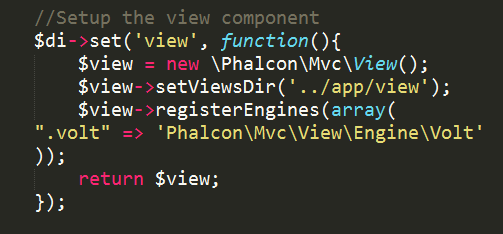 //Setup the view component
$di->set('view', function(){
    $view = new \Phalcon\Mvc\View();
    $view->setViewsDir('../app/view');
    $view->registerEngines(array(
".volt" => 'Phalcon\Mvc\View\Engine\Volt'
));
    return $view;
});